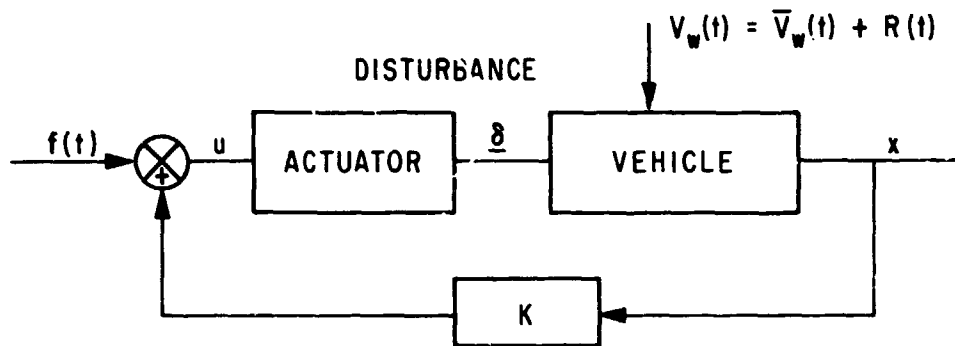 V_w(t) = V̅_w(t) + R(t)
DISTURBANCE
f(t)
+
u
ACTUATOR
δ
VEHICLE
x
K